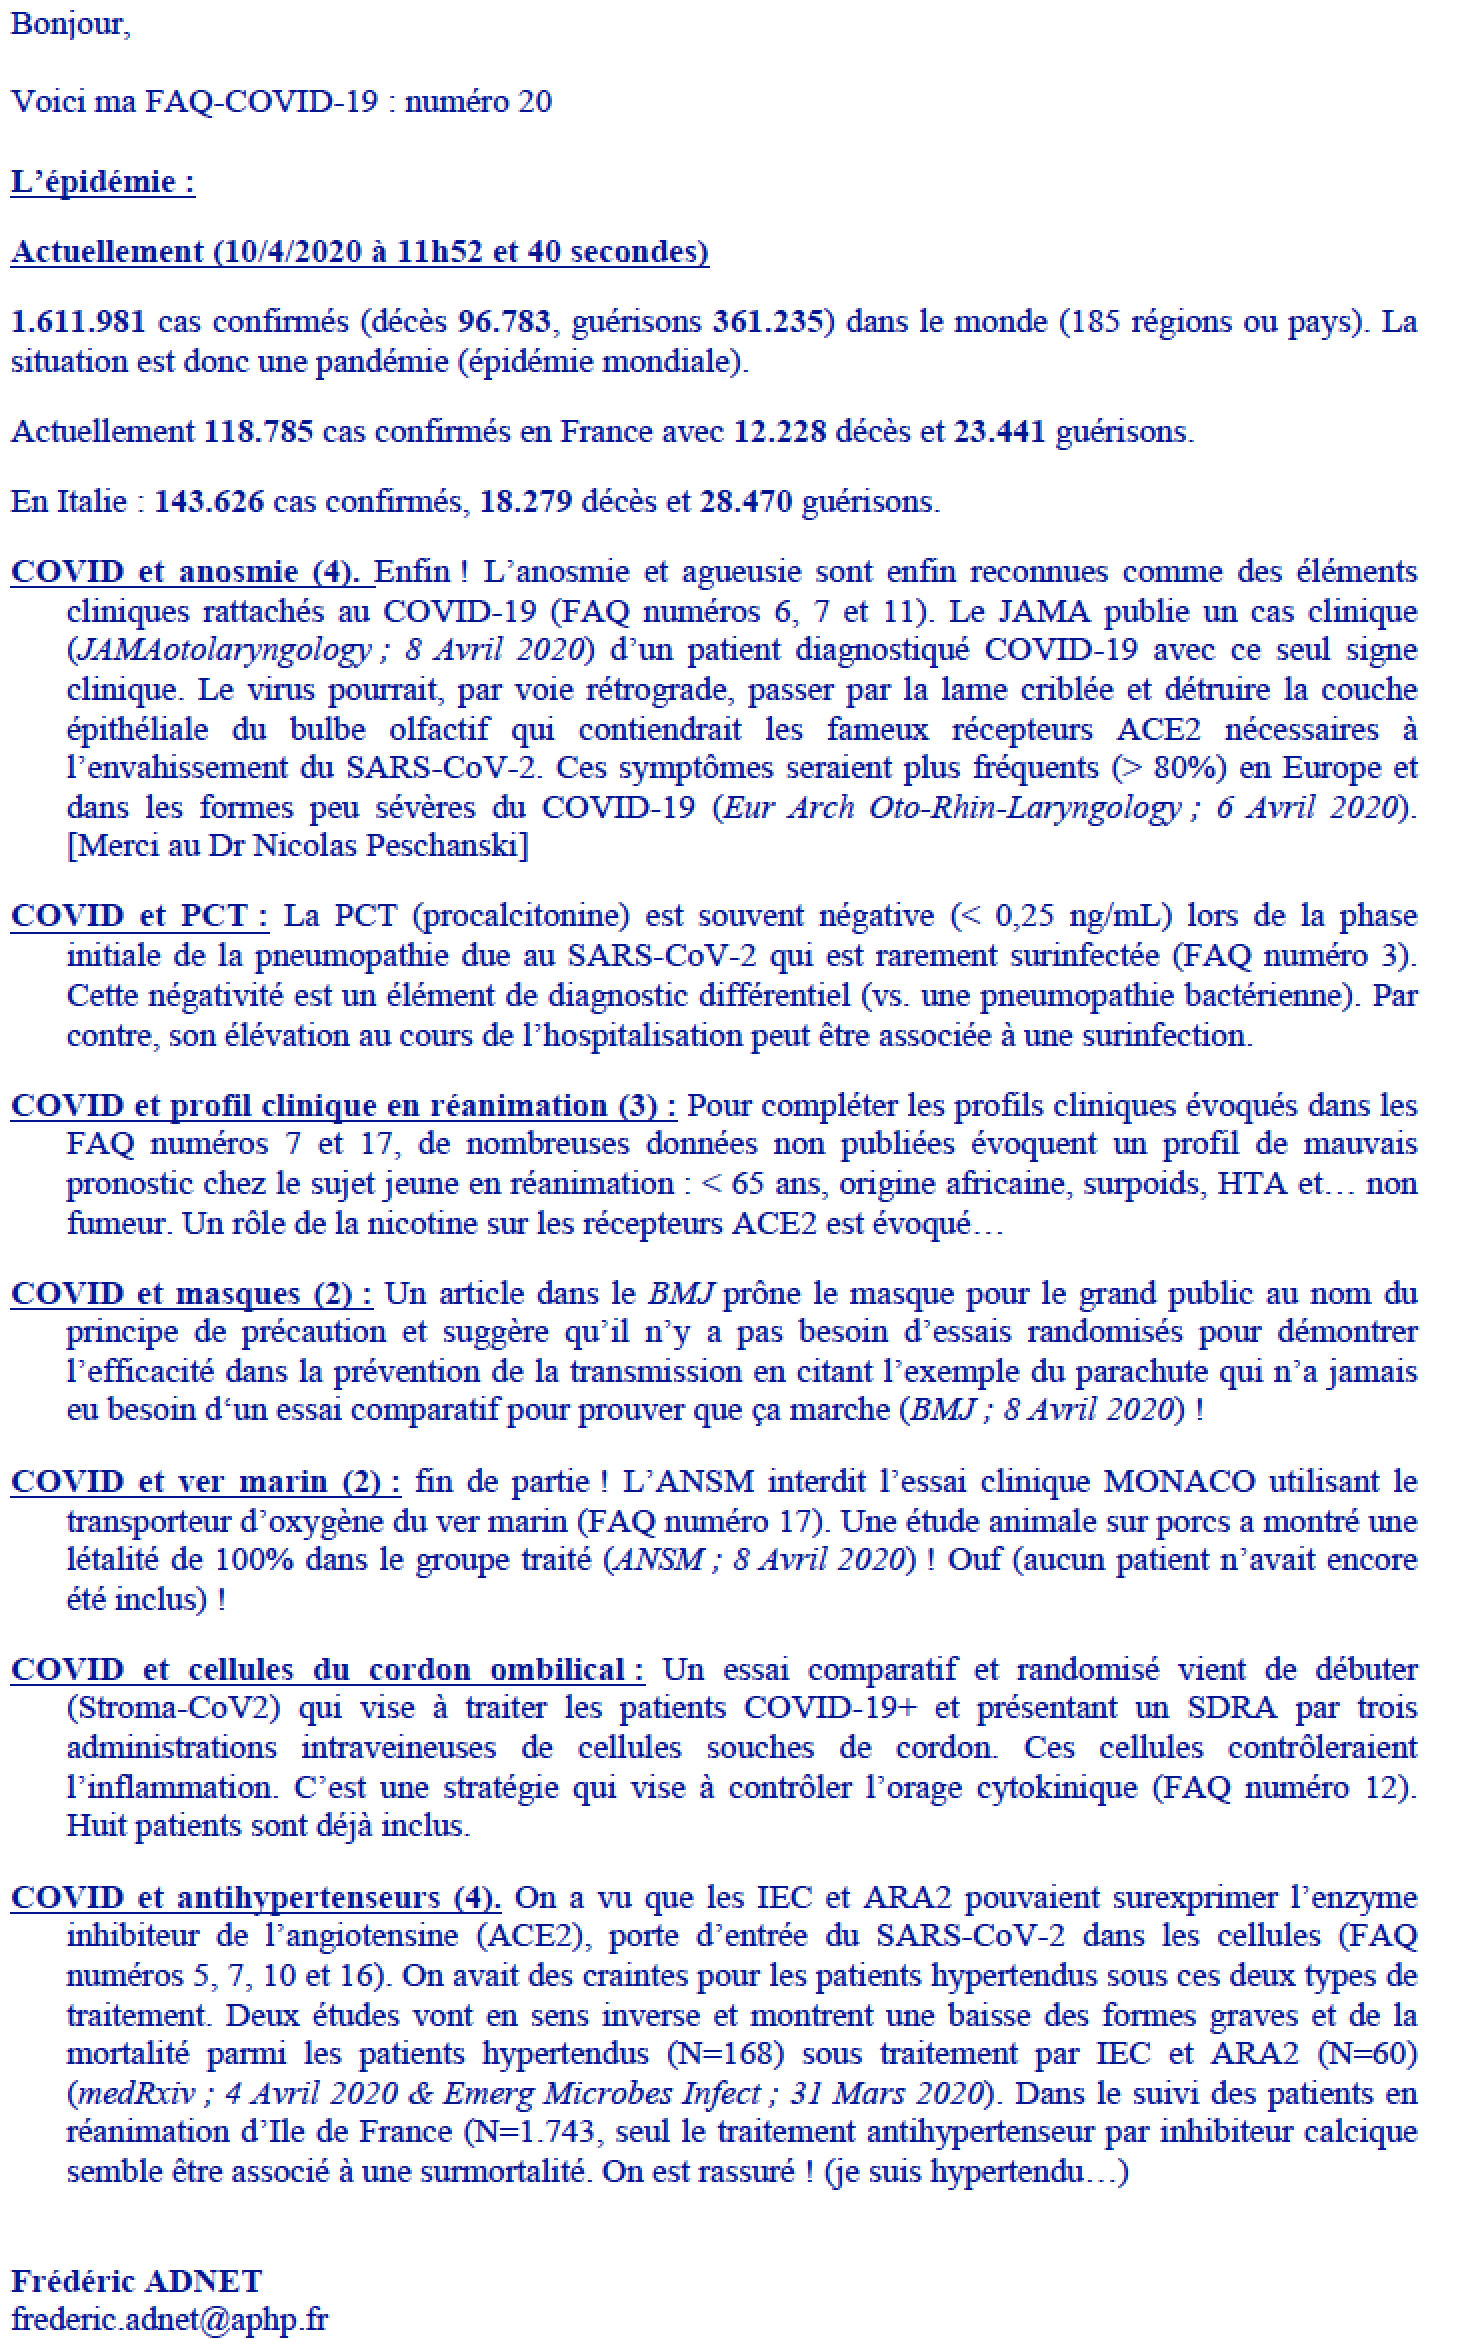 Bonjour,
Voici ma FAQ-COVID-19 : numéro 20
L’épidémie :
Actuellement (10/4/2020 à 11h52 et 40 secondes)
1.611.981 cas confirmés (décès 96.783, guérisons 361.235) dans le monde (185 régions ou pays). La
situation est donc une pandémie (épidémie mondiale).
Actuellement 118.785 cas confirmés en France avec 12.228 décès et 23.441 guérisons.
En Italie : 143.626 cas confirmés, 18.279 décès et 28.470 guérisons.
COVID et anosmie (4). Enfin ! L’anosmie et agueusie sont enfin reconnues comme des éléments
cliniques rattachés au COVID-19 (FAQ numéros 6, 7 et 11). Le JAMA publie un cas clinique
(JAMAotolaryngology ; 8 Avril 2020) d’un patient diagnostiqué COVID-19 avec ce seul signe
clinique. Le virus pourrait, par voie rétrograde, passer par la lame criblée et détruire la couche
épithéliale du bulbe olfactif qui contiendrait les fameux récepteurs ACE2 nécessaires à
l’envahissement du SARS-CoV-2. Ces symptômes seraient plus fréquents (> 80%) en Europe et
dans les formes peu sévères du COVID-19 (Eur Arch Oto-Rhin-Laryngology ; 6 Avril 2020).
[Merci au Dr Nicolas Peschanski]
COVID et PCT : La PCT (procalcitonine) est souvent négative (< 0,25 ng/mL) lors de la phase
initiale de la pneumopathie due au SARS-CoV-2 qui est rarement surinfectée (FAQ numéro 3).
Cette négativité est un élément de diagnostic différentiel (vs. une pneumopathie bactérienne). Par
contre, son élévation au cours de l’hospitalisation peut être associée à une surinfection.
COVID et profil clinique en réanimation (3) : Pour compléter les profils cliniques évoqués dans les
FAQ numéros 7 et 17, de nombreuses données non publiées évoquent un profil de mauvais
pronostic chez le sujet jeune en réanimation : < 65 ans, origine africaine, surpoids, HTA et… non
fumeur. Un rôle de la nicotine sur les récepteurs ACE2 est évoqué…
COVID et masques (2) : Un article dans le BMJ prône le masque pour le grand public au nom du
principe de précaution et suggère qu’il n’y a pas besoin d’essais randomisés pour démontrer
l’efficacité dans la prévention de la transmission en citant l’exemple du parachute qui n’a jamais
eu besoin d‘un essai comparatif pour prouver que ça marche (BMJ ; 8 Avril 2020) !
COVID et ver marin (2) : fin de partie ! L’ANSM interdit l’essai clinique MONACO utilisant le
transporteur d’oxygène du ver marin (FAQ numéro 17). Une étude animale sur porcs a montré une
létalité de 100% dans le groupe traité (ANSM ; 8 Avril 2020) ! Ouf (aucun patient n’avait encore
été inclus) !
COVID et cellules du cordon ombilical : Un essai comparatif et randomisé vient de débuter
(Stroma-CoV2) qui vise à traiter les patients COVID-19+ et présentant un SDRA par trois
administrations intraveineuses de cellules souches de cordon. Ces cellules contrôleraient
l’inflammation. C’est une stratégie qui vise à contrôler l’orage cytokinique (FAQ numéro 12).
Huit patients sont déjà inclus.
COVID et antihypertenseurs (4). On a vu que les IEC et ARA2 pouvaient surexprimer l’enzyme
inhibiteur de l’angiotensine (ACE2), porte d’entrée du SARS-CoV-2 dans les cellules (FAQ
numéros 5, 7, 10 et 16). On avait des craintes pour les patients hypertendus sous ces deux types de
traitement. Deux études vont en sens inverse et montrent une baisse des formes graves et de la
mortalité parmi les patients hypertendus (N=168) sous traitement par IEC et ARA2 (N=60)
(medRxiv ; 4 Avril 2020 & Emerg Microbes Infect ; 31 Mars 2020). Dans le suivi des patients en
réanimation d’Ile de France (N=1.743, seul le traitement antihypertenseur par inhibiteur calcique
semble être associé à une surmortalité. On est rassuré ! (je suis hypertendu…)
Frédéric ADNET
frederic.adnet@aphp.fr